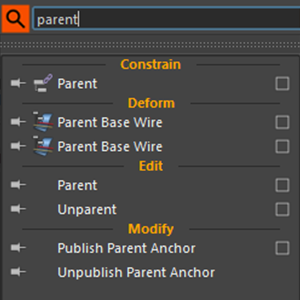 parent
Constrain
Parent
Deform
Parent Base Wire
Parent Base Wire
Edit
Parent
Unparent
Modify
Publish Parent Anchor
Unpublish Parent Anchor